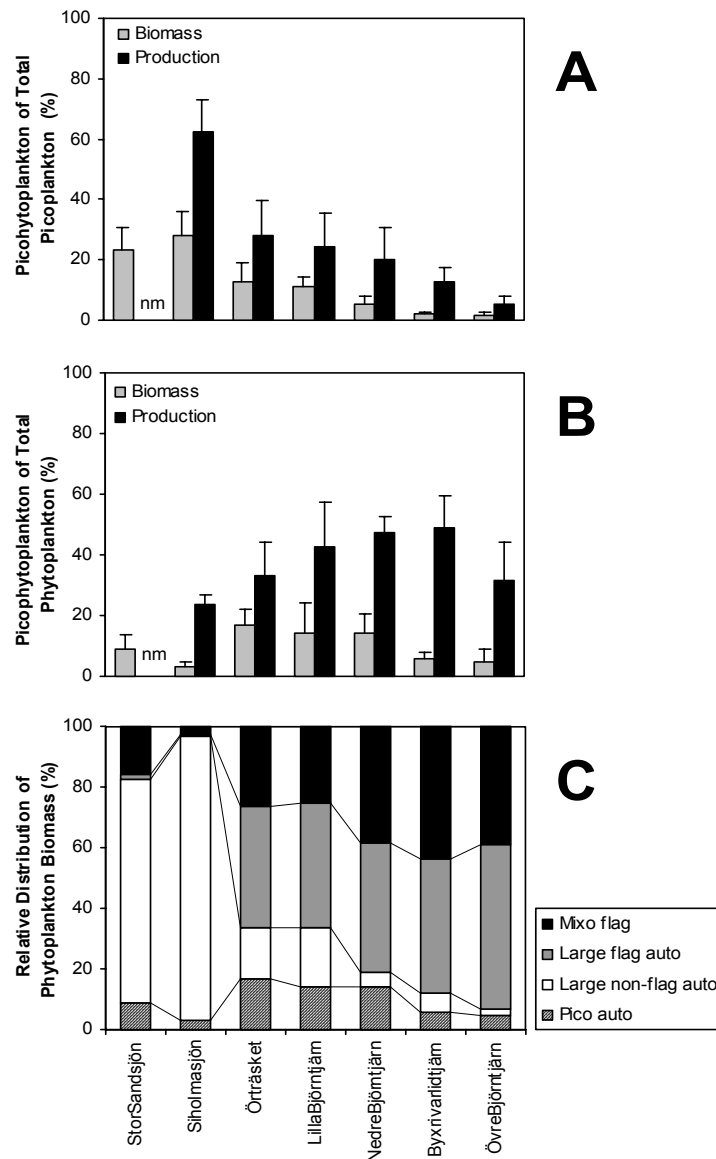 Picohytoplankton of Total
Picoplankton (%)
100
80
60
40
20
0
Biomass
Production
nm
A
Picophytoplankton of Total
Phytoplankton (%)
100
80
60
40
20
0
Biomass
Production
nm
B
Relative Distribution of
Phytoplankton Biomass (%)
100
80
60
40
20
0
C
Mixo flag
Large flag auto
Large non-flag auto
Pico auto
StorSandsjön
Siholmasjön
Örträsket
LillaBjörntjärn
NedreBjörntjärn
Byxrivarlidtjärn
ÖvreBjörntjärn